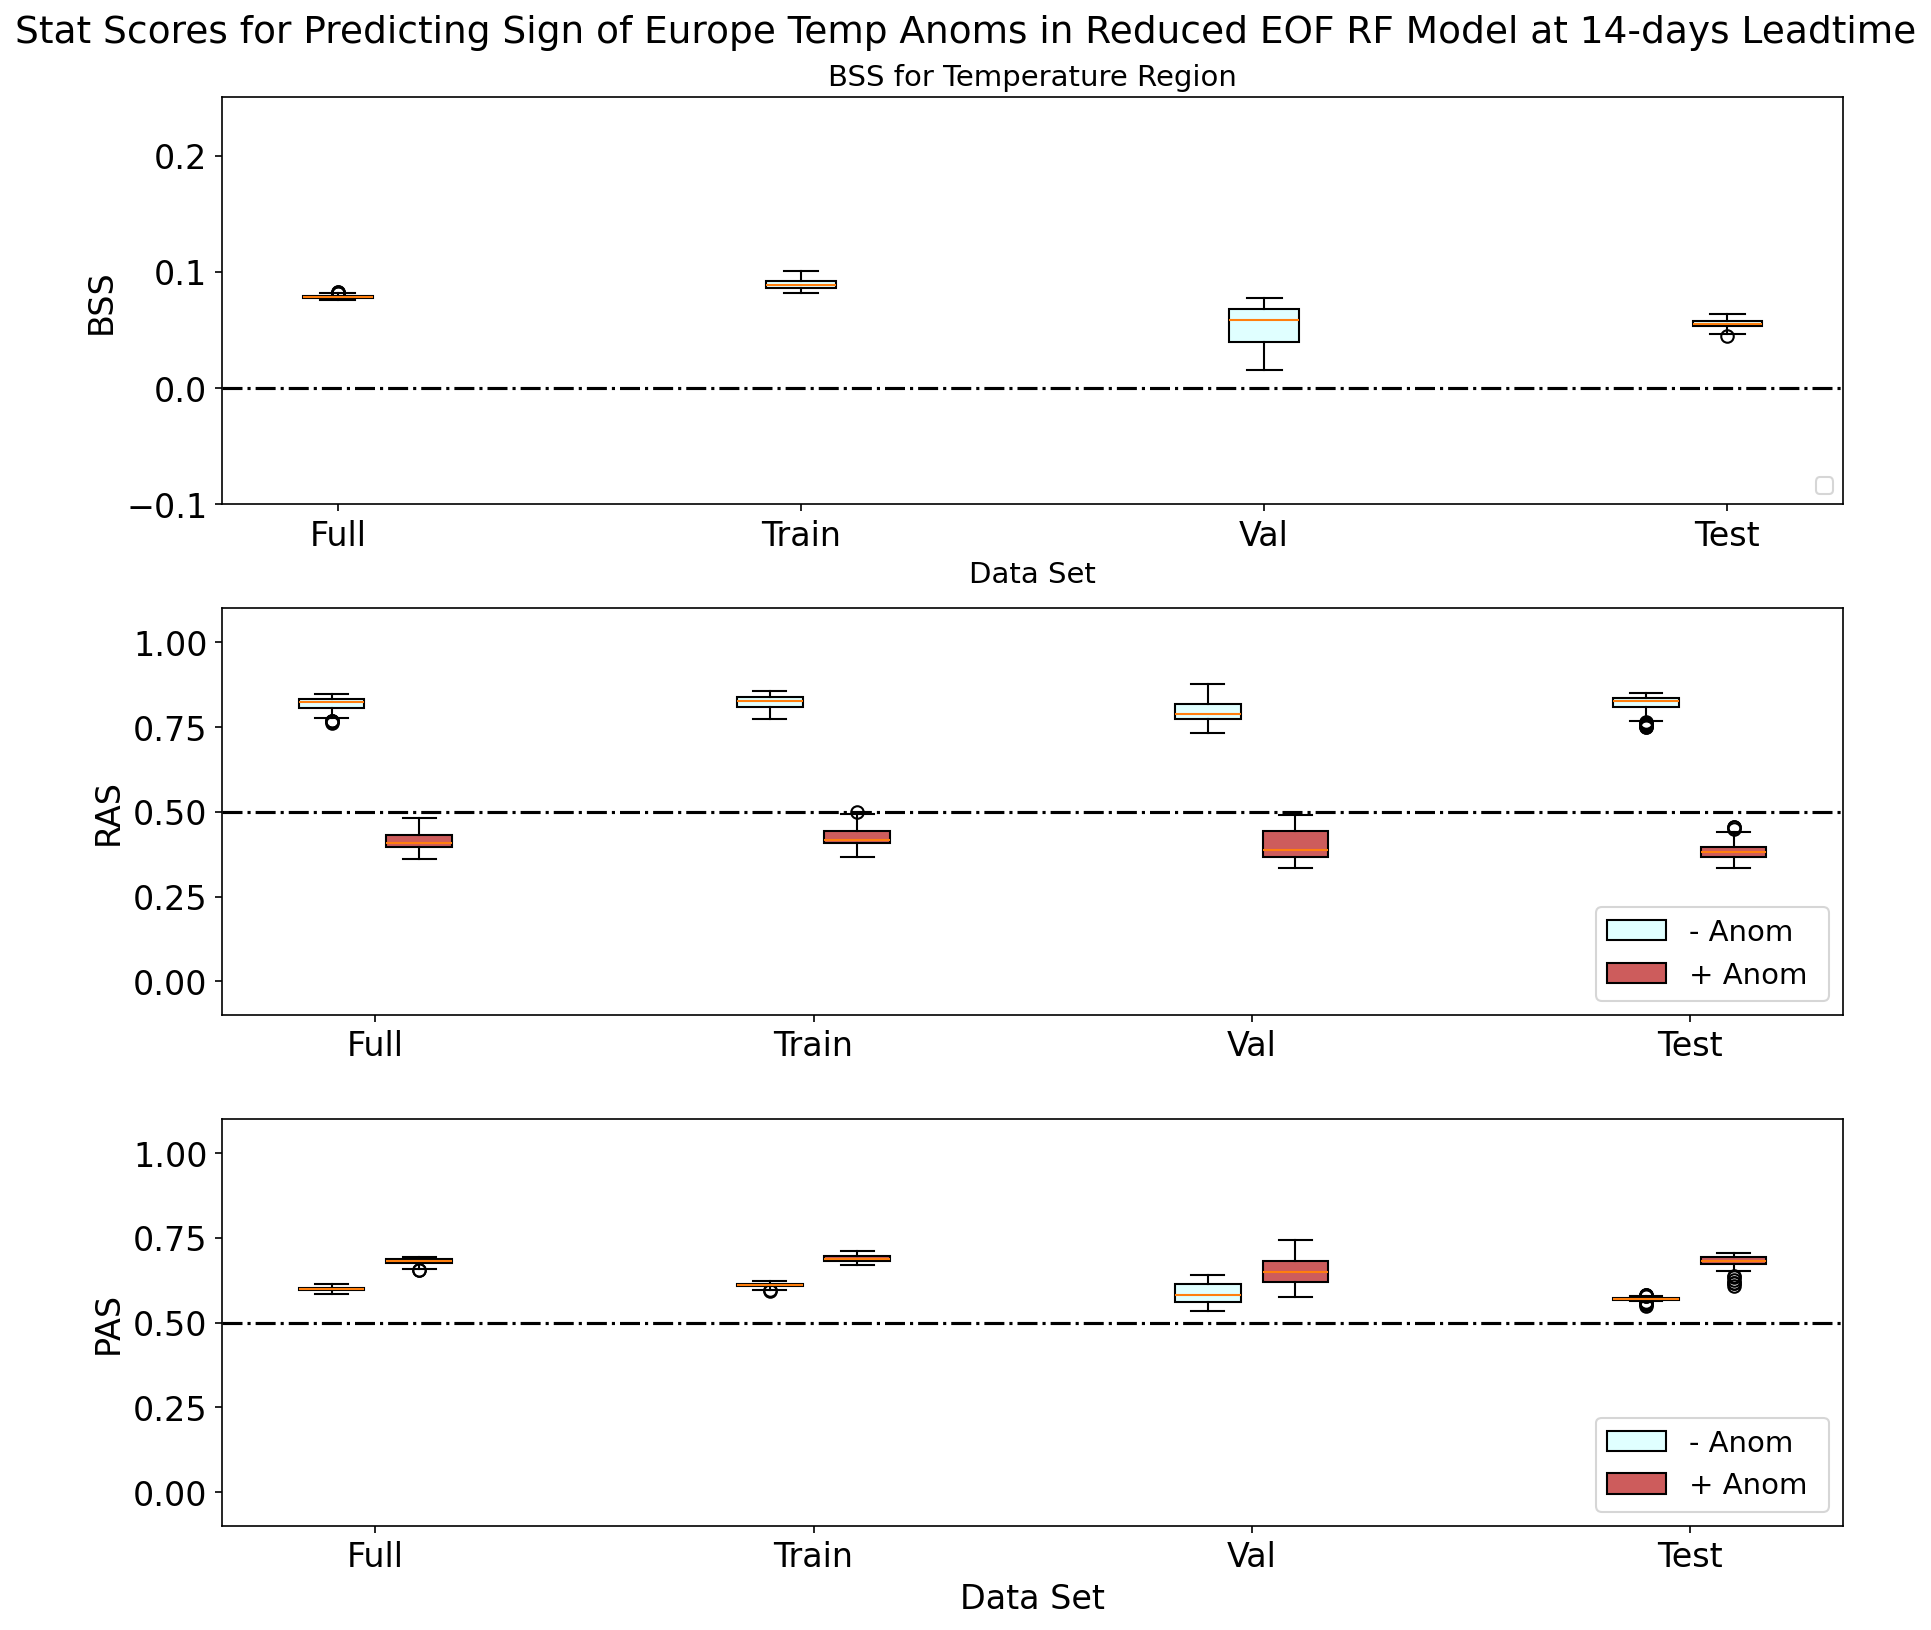 Stat Scores for Predicting Sign of Europe Temp Anoms in Reduced EOF RF Model at 14-days Leadtime
BSS for Temperature Region
BSS
0.2
0.1
0.0
−0.1
Full Train Val Test
Data Set
RAS
1.00
0.75
0.50
0.25
0.00
- Anom
+ Anom
Full Train Val Test
PAS
1.00
0.75
0.50
0.25
0.00
- Anom
+ Anom
Full Train Val Test
Data Set